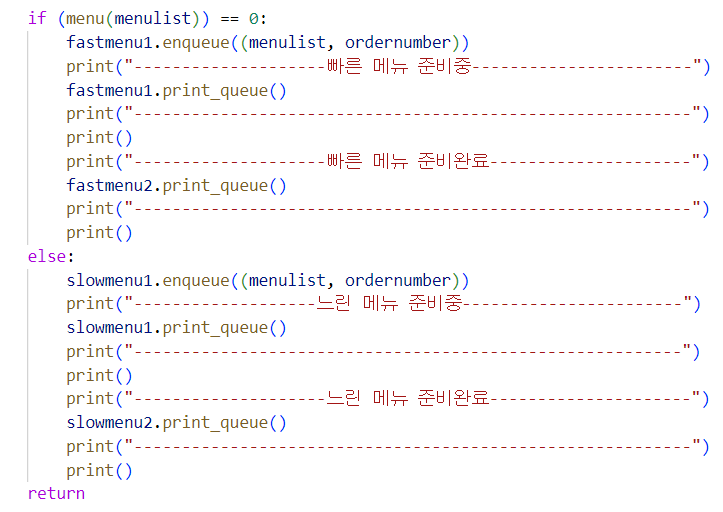 if (menu(menulist)) == 0:
    fastmenu1.enqueue((menulist, ordernumber))
    print("--------------------빠른 메뉴 준비중-----------------------")
    fastmenu1.print_queue()
    print("----------------------------------------------------------")
    print()
    print("--------------------빠른 메뉴 준비완료---------------------")
    fastmenu2.print_queue()
    print("----------------------------------------------------------")
    print()
else:
    slowmenu1.enqueue((menulist, ordernumber))
    print("-------------------느린 메뉴 준비중-----------------------")
    slowmenu1.print_queue()
    print("---------------------------------------------------------")
    print()
    print("--------------------느린 메뉴 준비완료---------------------")
    slowmenu2.print_queue()
    print("----------------------------------------------------------")
    print()
return